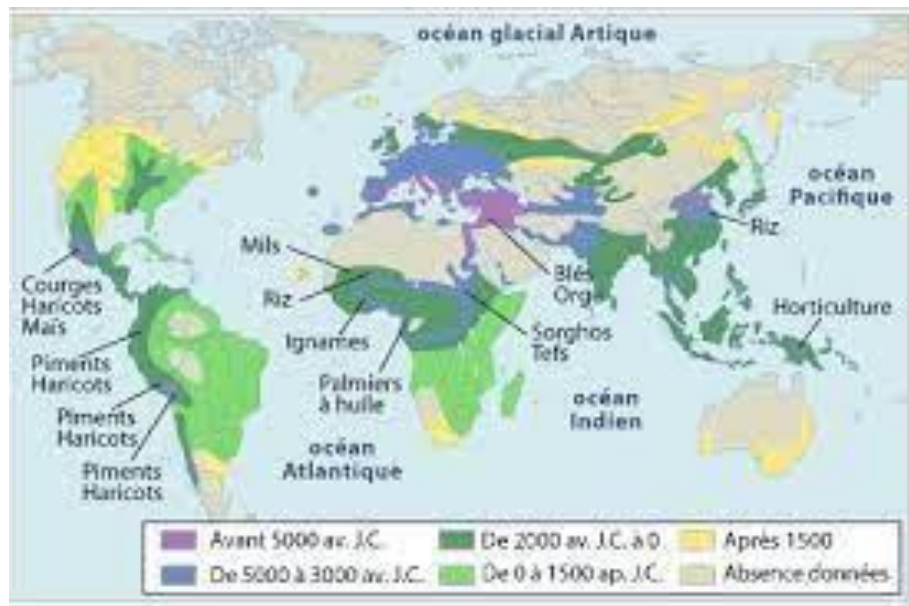 océan glacial Artique
océan
Pacifique
Riz
Mils
Riz
Ignames
Palmiers
à huile
Blés
Orge
Sorghos
Tefs
Horticulture
Courges
Haricots
Maïs
Piments
Haricots
Piments
Haricots
Piments
Haricots
océan
Atlantique
océan
Indien
Avant 5000 av. J.C.
De 2000 av. J.C. à 0
Après 1500
De 5000 à 3000 av. J.C.
De 0 à 1500 ap. J.C.
Absence données